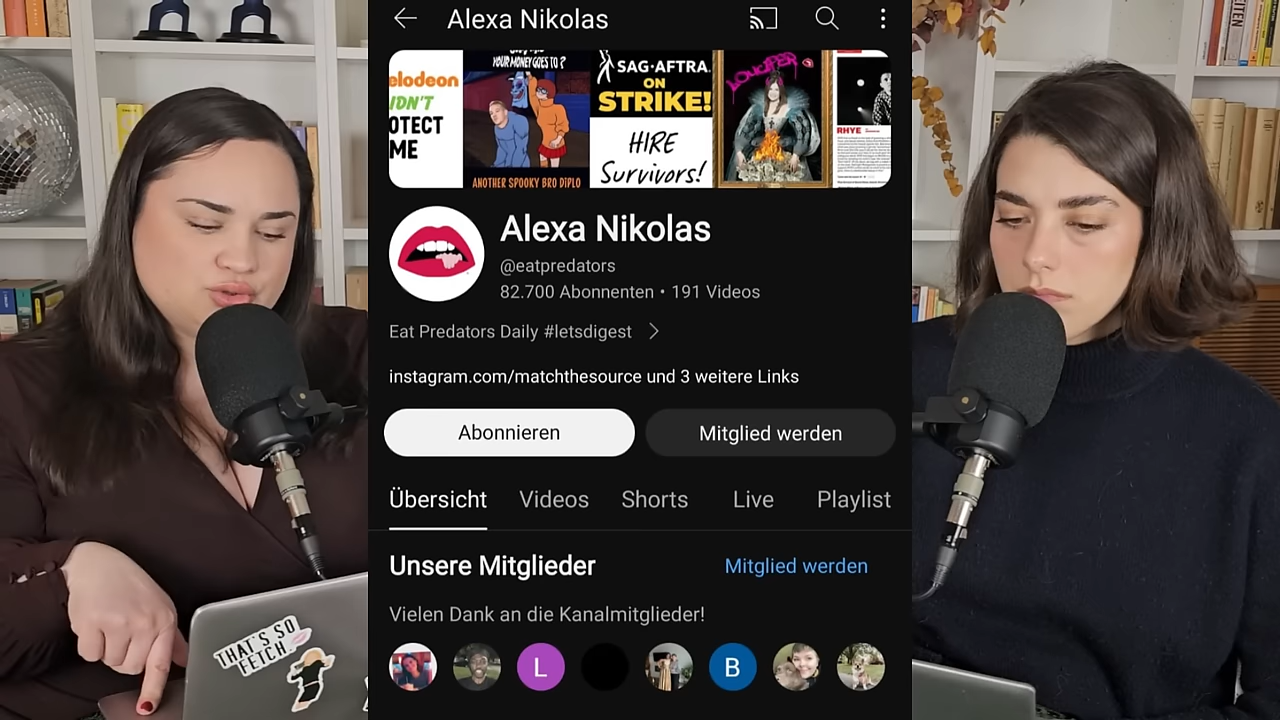 Alexa Nikolas
elodeon
IDN'T
OTECT
ME
YOUR MONEY GOES TO ?
ANOTHER SPOOKY BRO DIPLO
SAG·AFTRA.
ON
STRIKE!
HIRE
Survivors!
LOUCIFER
RHYE
Alexa Nikolas
@eatpredators
82.700 Abonnenten • 191 Videos
Eat Predators Daily #letsdigest
instagram.com/matchthesource und 3 weitere Links
Abonnieren
Mitglied werden
Übersicht
Videos
Shorts
Live
Playlist
Unsere Mitglieder
Mitglied werden
Vielen Dank an die Kanalmitglieder!
L
B
THAT'S SO
FETCH.